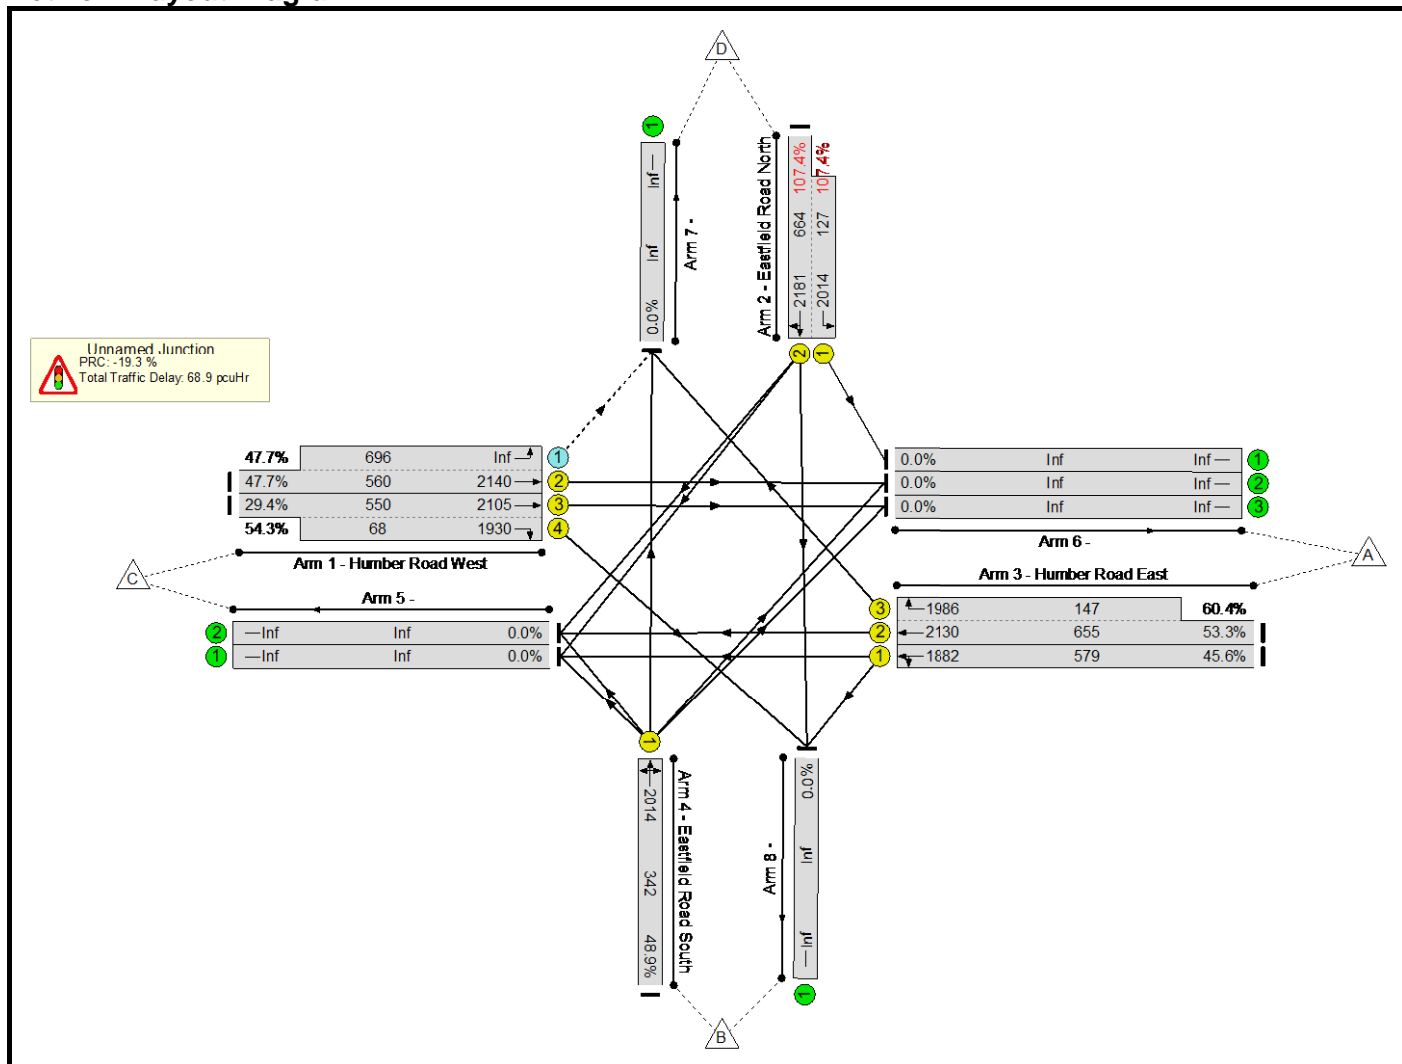 D
1
Inf
Inf
0.0%
Arm 7 -
Arm 2 - Eastfield Road North
107.4%
664
2181
107.4%
127
2014
2
1
Unnamed Junction
PRC: -19.3 %
Total Traffic Delay: 68.9 pcuHr
47.7% 696 Inf 1
47.7% 560 2140 2
29.4% 550 2105 3
54.3% 68 1930 4
Arm 1 - Humber Road West
C
0.0% Inf Inf 1
0.0% Inf Inf 2
0.0% Inf Inf 3
Arm 6 -
A
Arm 5 -
2 Inf Inf 0.0%
1 Inf Inf 0.0%
Arm 3 - Humber Road East
3 1986 147 60.4%
2 2130 655 53.3%
1 1882 579 45.6%
1
2014
342
48.9%
Arm 4 - Eastfield Road South
Arm 8 -
0.0%
Inf
Inf
1
B